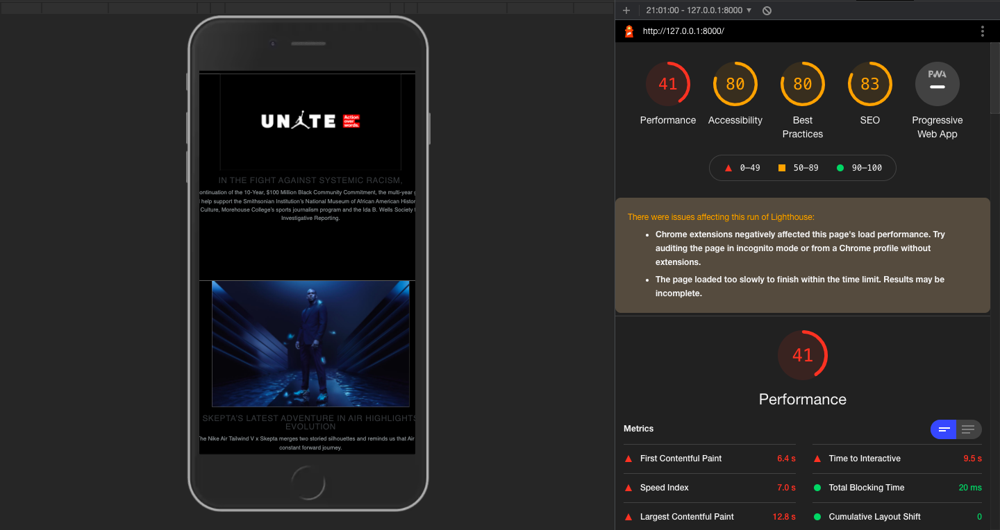 21:01:00 - 127.0.0.1:8000
http://127.0.0.1:8000/
UNITE Action over words.
IN THE FIGHT AGAINST SYSTEMIC RACISM,
ontinuation of the 10-Year, $100 Million Black Community Commitment, the multi-year
help support the Smithsonian Institution's National Museum of African American Histor
Culture, Morehouse College's sports journalism program and the Ida B. Wells Society
Investigative Reporting.
SKEPTA'S LATEST ADVENTURE IN AIR HIGHLIGHTS
EVOLUTION
The Nike Air Tailwind V x Skepta merges two storied silhouettes and reminds us that Air
constant forward journey.
41
80
80
83
PWA
Performance
Accessibility
Best
Practices
SEO
Progressive
Web App
0–49
50–89
90–100
There were issues affecting this run of Lighthouse:
• Chrome extensions negatively affected this page's load performance. Try
auditing the page in incognito mode or from a Chrome profile without
extensions.
• The page loaded too slowly to finish within the time limit. Results may be
incomplete.
41
Performance
Metrics
First Contentful Paint 6.4 s
Time to Interactive 9.5 s
Speed Index 7.0 s
Total Blocking Time 20 ms
Largest Contentful Paint 12.8 s
Cumulative Layout Shift 0